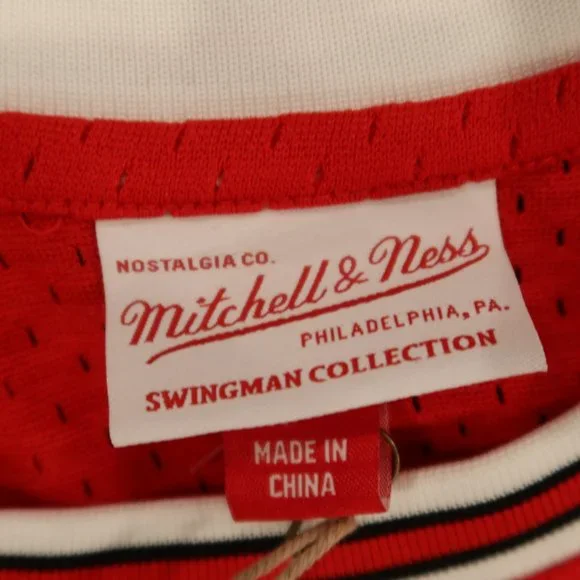 NOSTALGIA CO.
Mitchell & Ness
PHILADELPHIA, PA.
SWINGMAN COLLECTION
MADE IN
CHINA